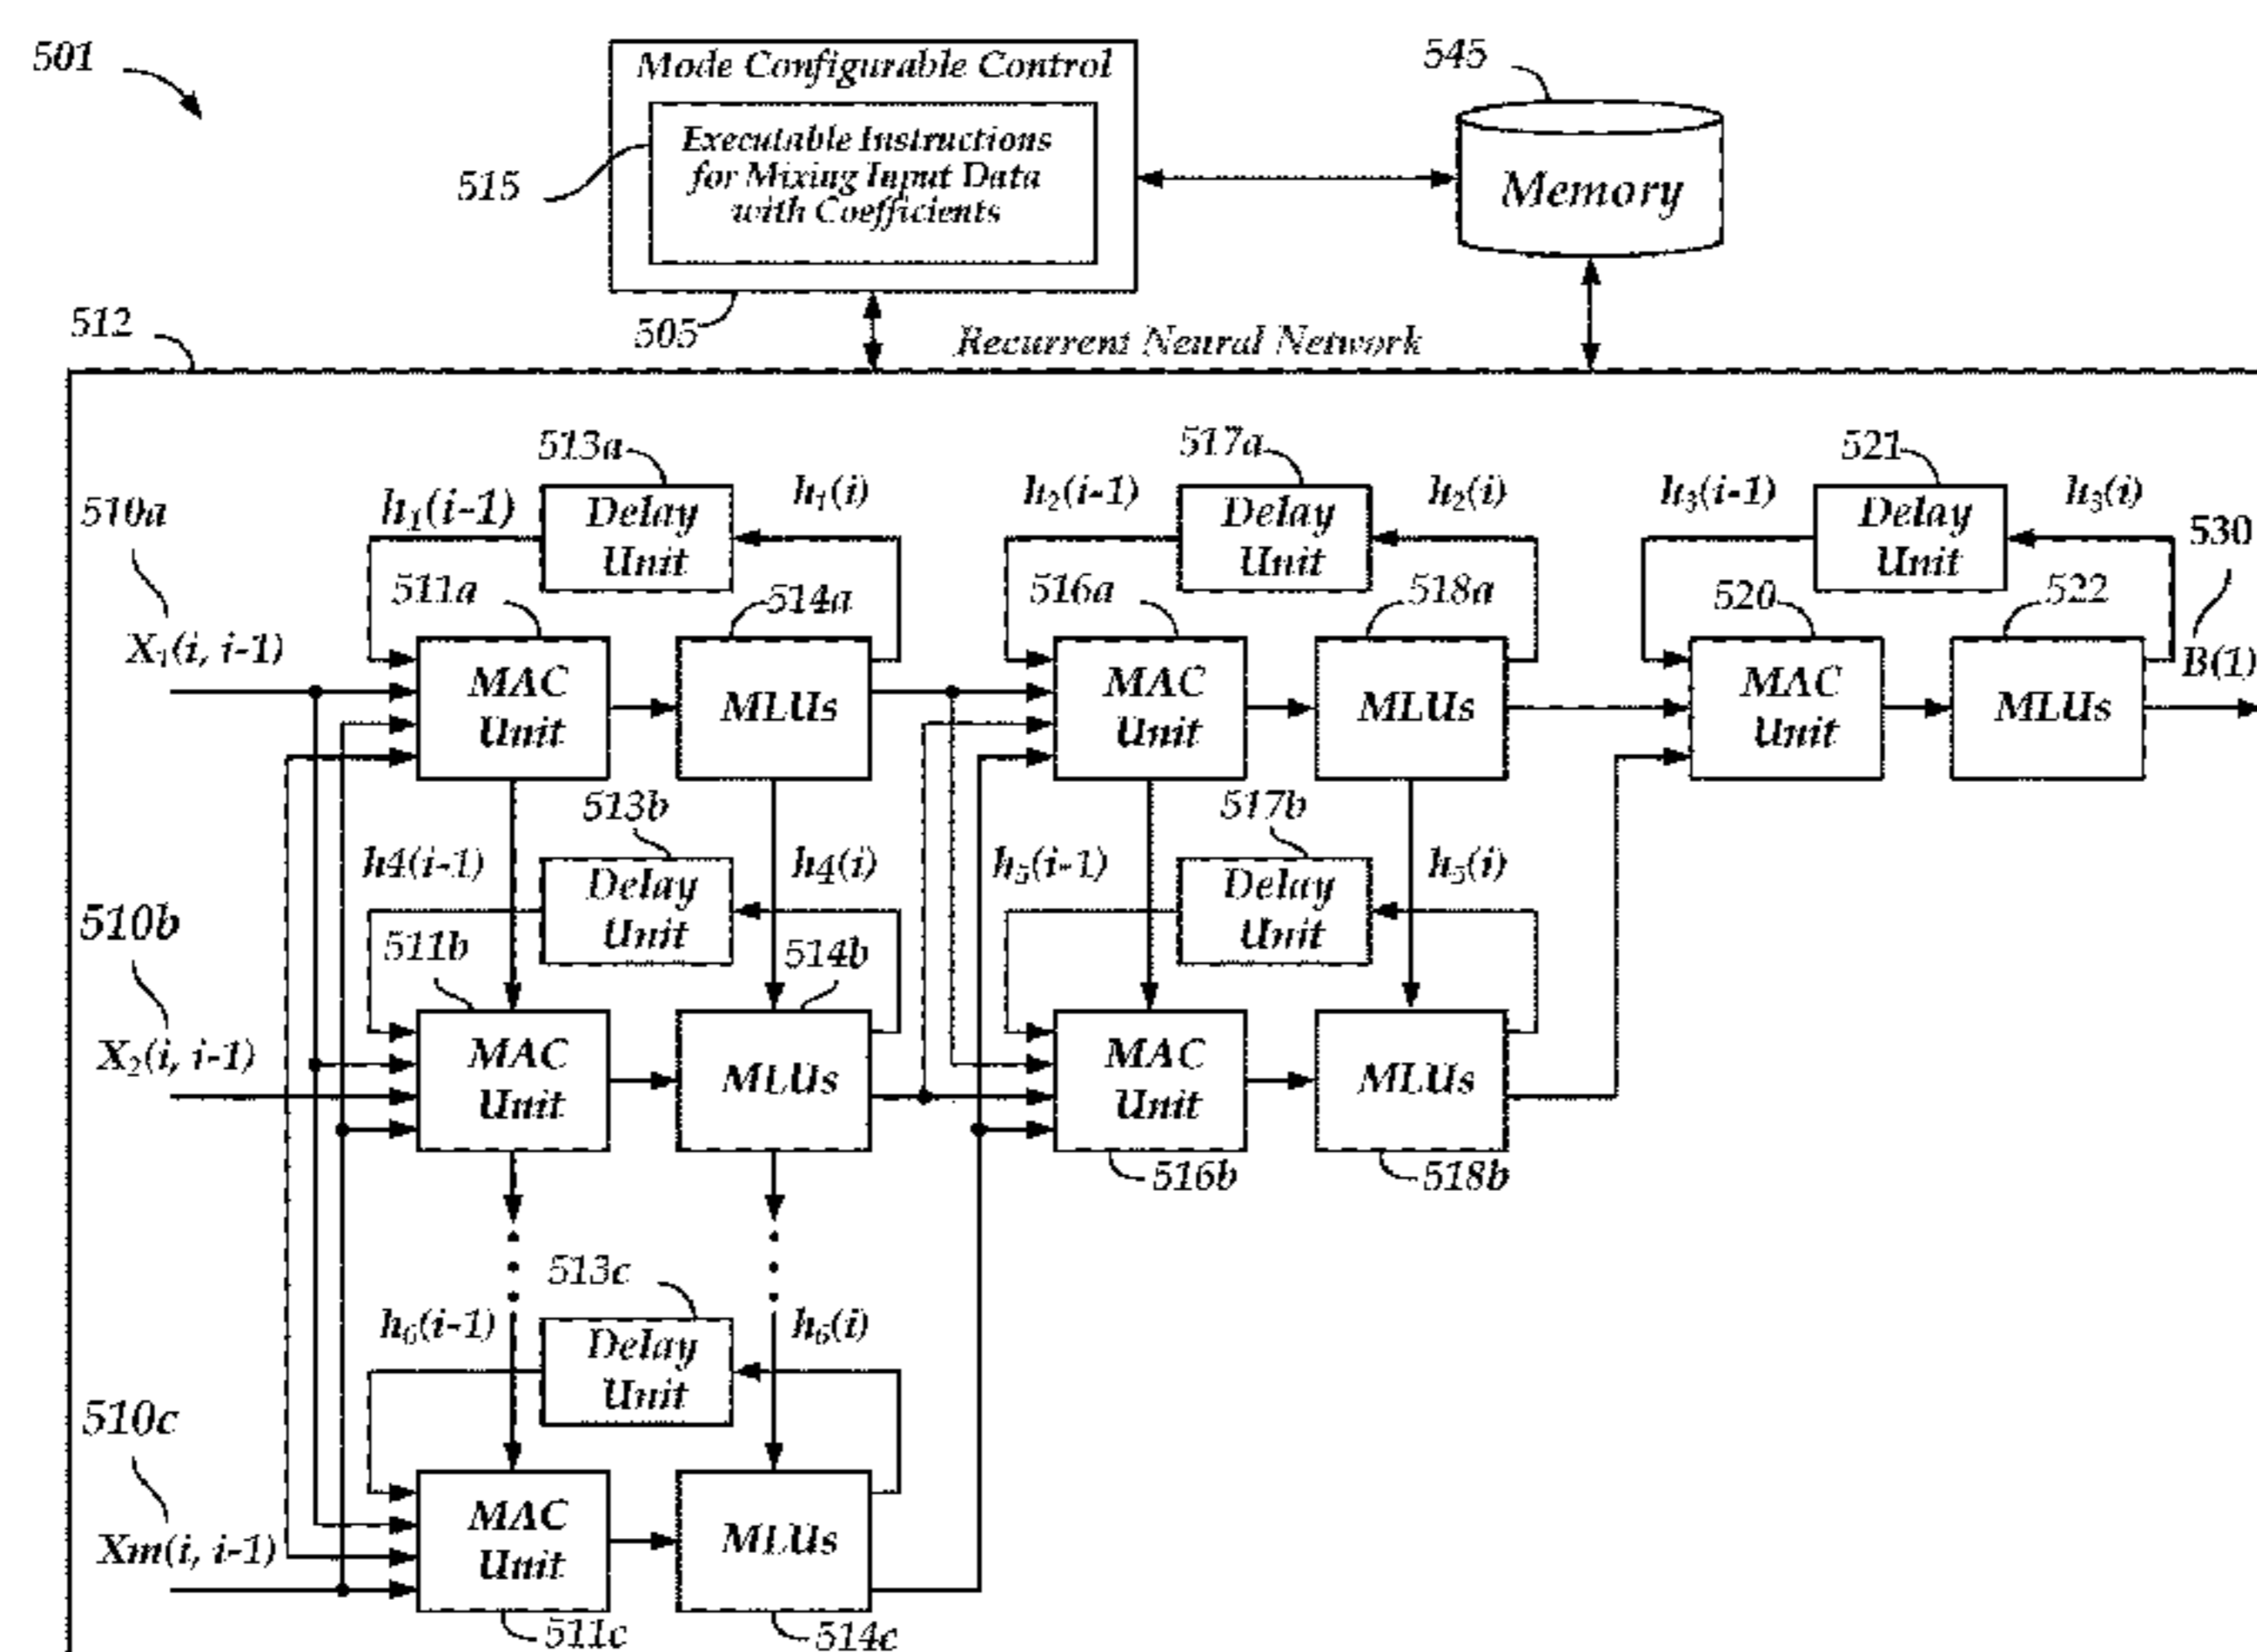 501
Mode Configurable Control
545
Executable Instructions
for Mixing Input Data
with Coefficients
515
Memory
512
505
Recurrent Neural Network
513a
517a
521
510a
h1(i-1)
Delay
Unit
h1(i)
h2(i-1)
Delay
Unit
h2(i)
h3(i-1)
Delay
Unit
h3(i)
530
511a
514a
516a
518a
520
522
X1(i, i-1)
MAC
Unit
MLUs
MAC
Unit
MLUs
MAC
Unit
MLUs
B(1)
513b
517b
h4(i-1)
Delay
Unit
h4(i)
h5(i-1)
Delay
Unit
h5(i)
510b
511b
514b
X2(i, i-1)
MAC
Unit
MLUs
MAC
Unit
MLUs
516b
518b
513c
h6(i-1)
Delay
Unit
h6(i)
510c
Xm(i, i-1)
MAC
Unit
MLUs
511c
514c